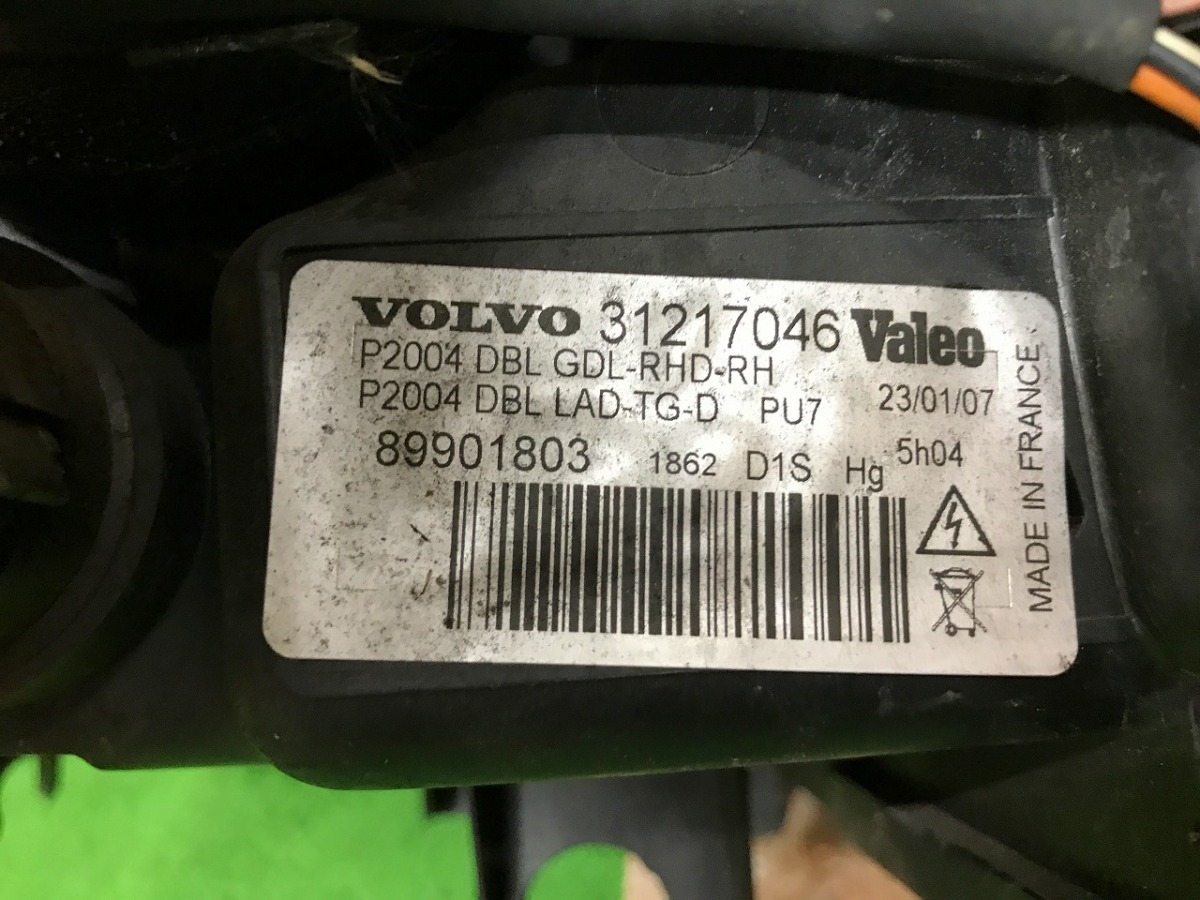 VOLVO 31217046 Valeo
P2004 DBL GDL-RHD-RH
P2004 DBL LAD-TG-D PU7 23/01/07
89901803 1862 D1S Hg 5h04
MADE IN FRANCE